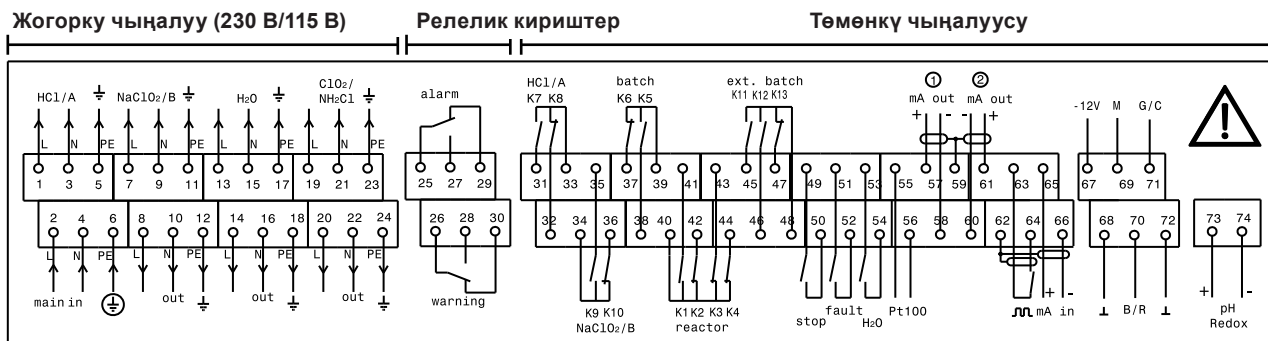 Жогорку чыңалуу (230 В/115 В) Релелик кириштер Төмөнкү чыңалуусу
HCl/A NaClO₂/B H₂O ClO₂/
NH₂Cl
alarm
HCl/A
K7 K8
batch
K6 K5
ext. batch
K11 K12 K13
① ②
mA out mA out
+ - - +
-12V M G/C
L N PE L N PE L N PE L N PE
1 3 5 7 9 11 13 15 17 19 21 23 25 27 29 31 33 35 37 39 41 43 45 47 49 51 53 55 57 59 61 63 65 67 69 71
2 4 6 8 10 12 14 16 18 20 22 24 26 28 30 32 34 36 38 40 42 44 46 48 50 52 54 56 58 60 62 64 66 68 70 72 73 74
L N PE L N PE L N PE L N PE
main in out out out
warning
K9 K10
NaClO₂/B
K1 K2 K3 K4
reactor
stop fault H₂O Pt100
+ -
mA in
B/R
+ -
pH
Redox